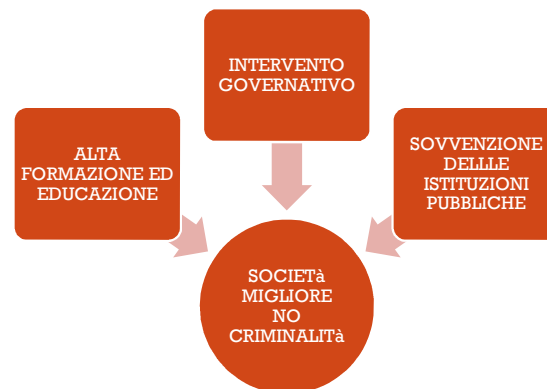 INTERVENTO
GOVERNATIVO
ALTA
FORMAZIONE ED
EDUCAZIONE
SOVVENZIONE
DELLLE
ISTITUZIONI
PUBBLICHE
SOCIETà
MIGLIORE
NO
CRIMINALITà